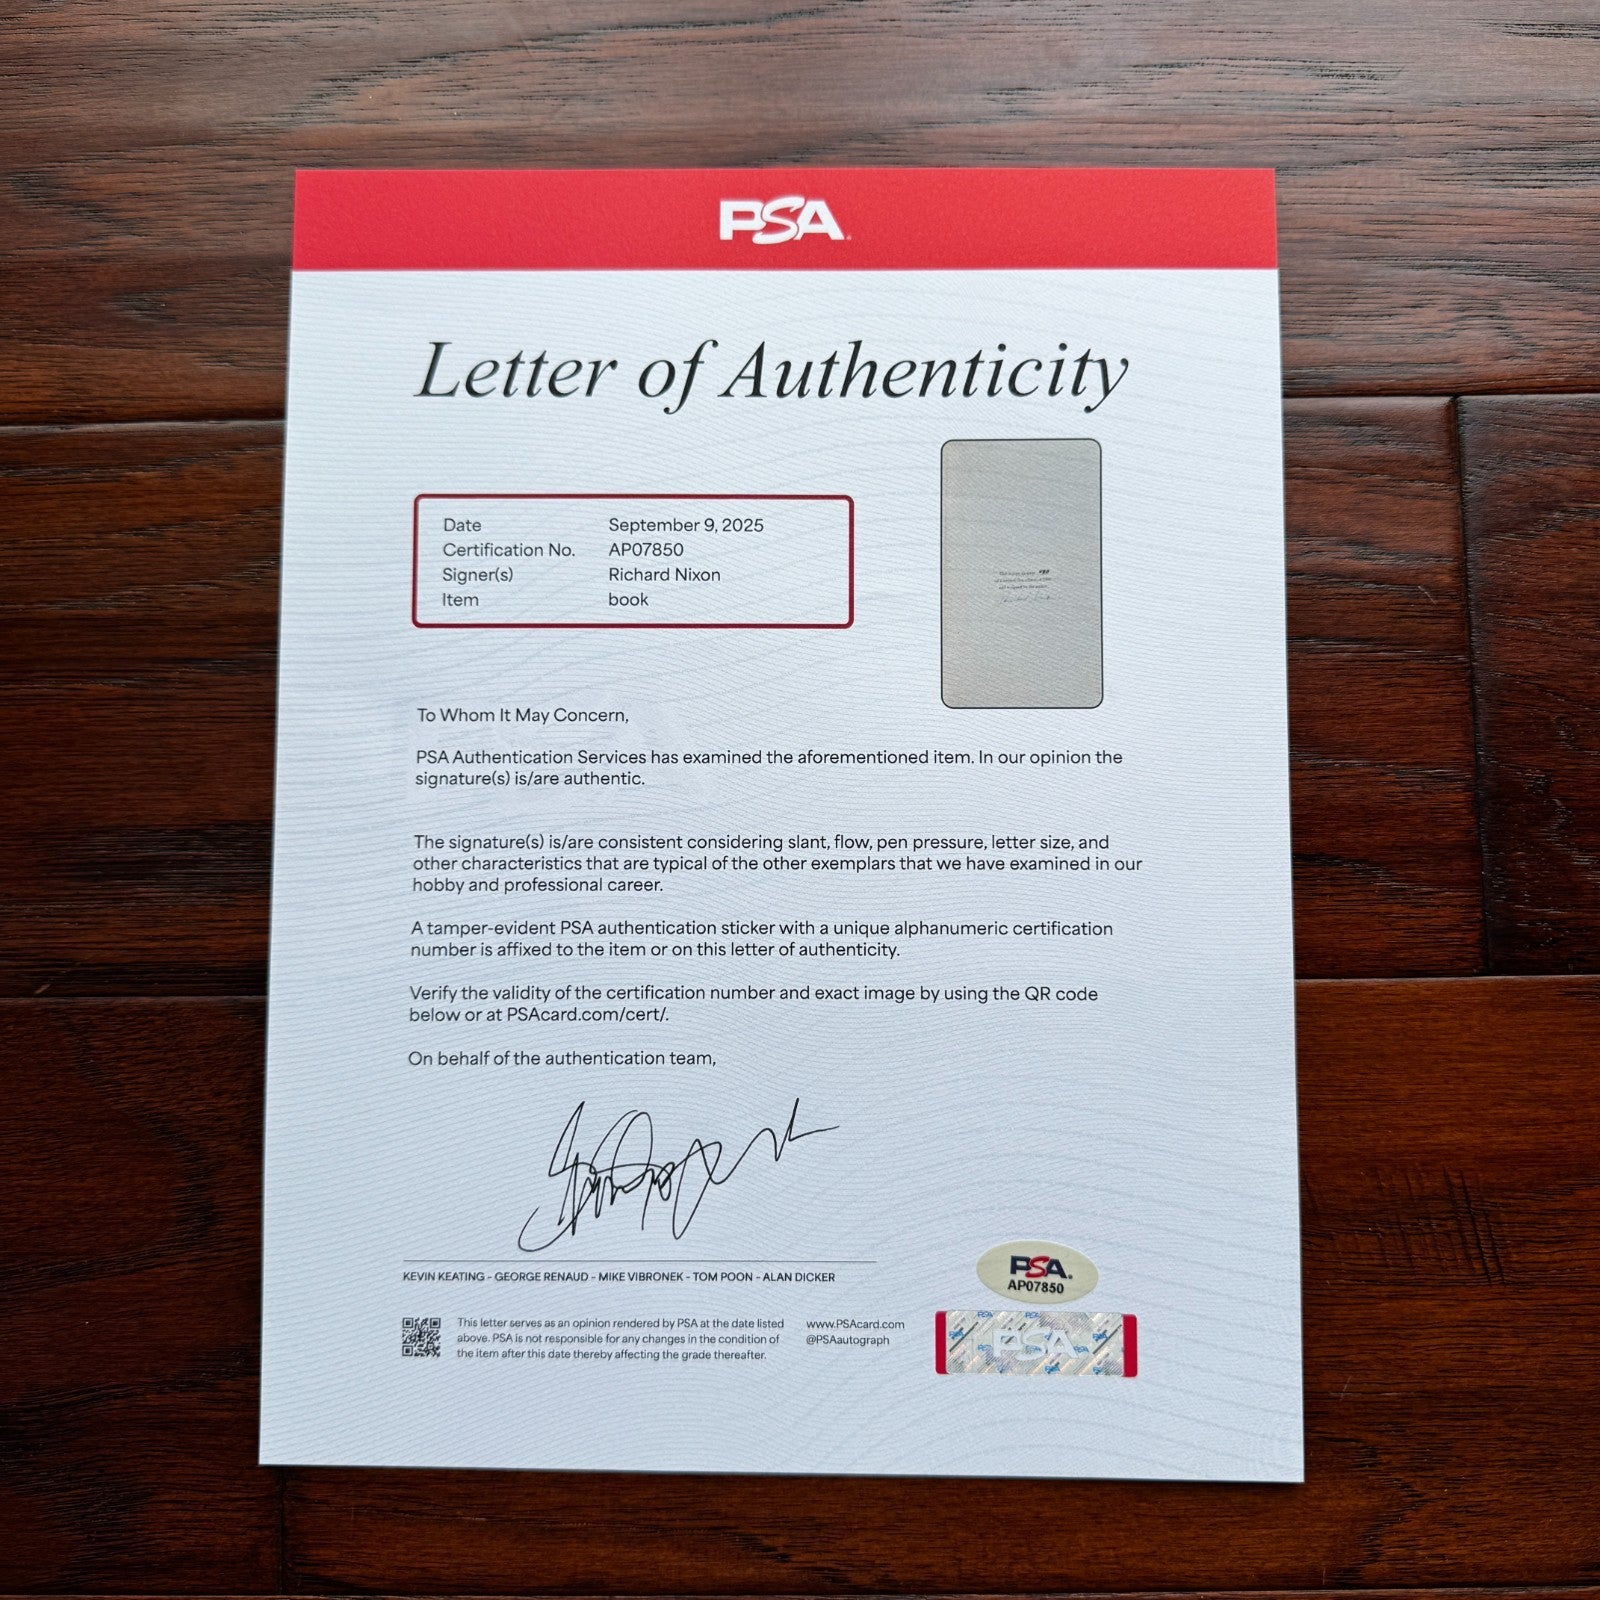 PSA
Letter of Authenticity
Date September 9, 2025
Certification No. AP07850
Signer(s) Richard Nixon
Item book
To Whom It May Concern,
PSA Authentication Services has examined the aforementioned item. In our opinion the
signature(s) is/are authentic.
The signature(s) is/are consistent considering slant, flow, pen pressure, letter size, and
other characteristics that are typical of the other exemplars that we have examined in our
hobby and professional career.
A tamper-evident PSA authentication sticker with a unique alphanumeric certification
number is affixed to the item or on this letter of authenticity.
Verify the validity of the certification number and exact image by using the QR code
below or at PSAcard.com/cert/.
On behalf of the authentication team,
KEVIN KEATING - GEORGE RENAUD - MIKE VIBRONEK - TOM POON - ALAN DICKER
PSA
AP07850
This letter serves as an opinion rendered by PSA at the date listed
above. PSA is not responsible for any changes in the condition of
the item after this date thereby affecting the grade thereafter.
www.PSAcard.com
@PSAautograph
PSA